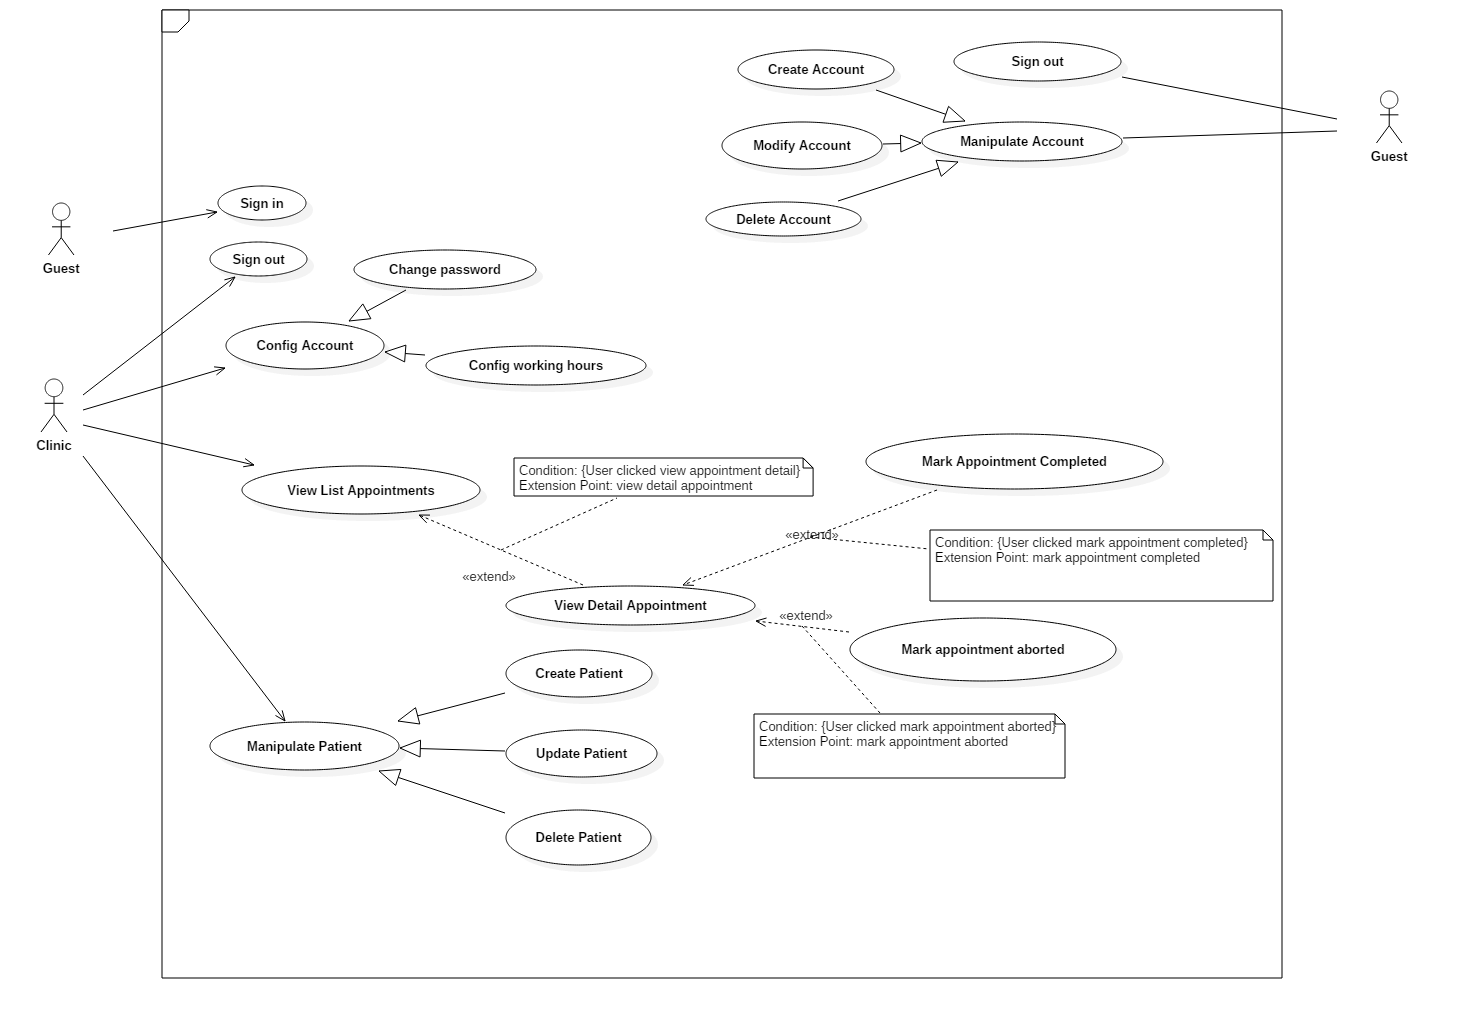 Create Account
Sign out
Modify Account
Manipulate Account
Guest
Delete Account
Sign in
Guest
Sign out
Change password
Config Account
Config working hours
Clinic
View List Appointments
Condition: {User clicked view appointment detail}
Extension Point: view detail appointment
Mark Appointment Completed
«extend»
Condition: {User clicked mark appointment completed}
Extension Point: mark appointment completed
«extend»
View Detail Appointment
«extend»
Mark appointment aborted
Create Patient
Condition: {User clicked mark appointment aborted}
Extension Point: mark appointment aborted
Manipulate Patient
Update Patient
Delete Patient